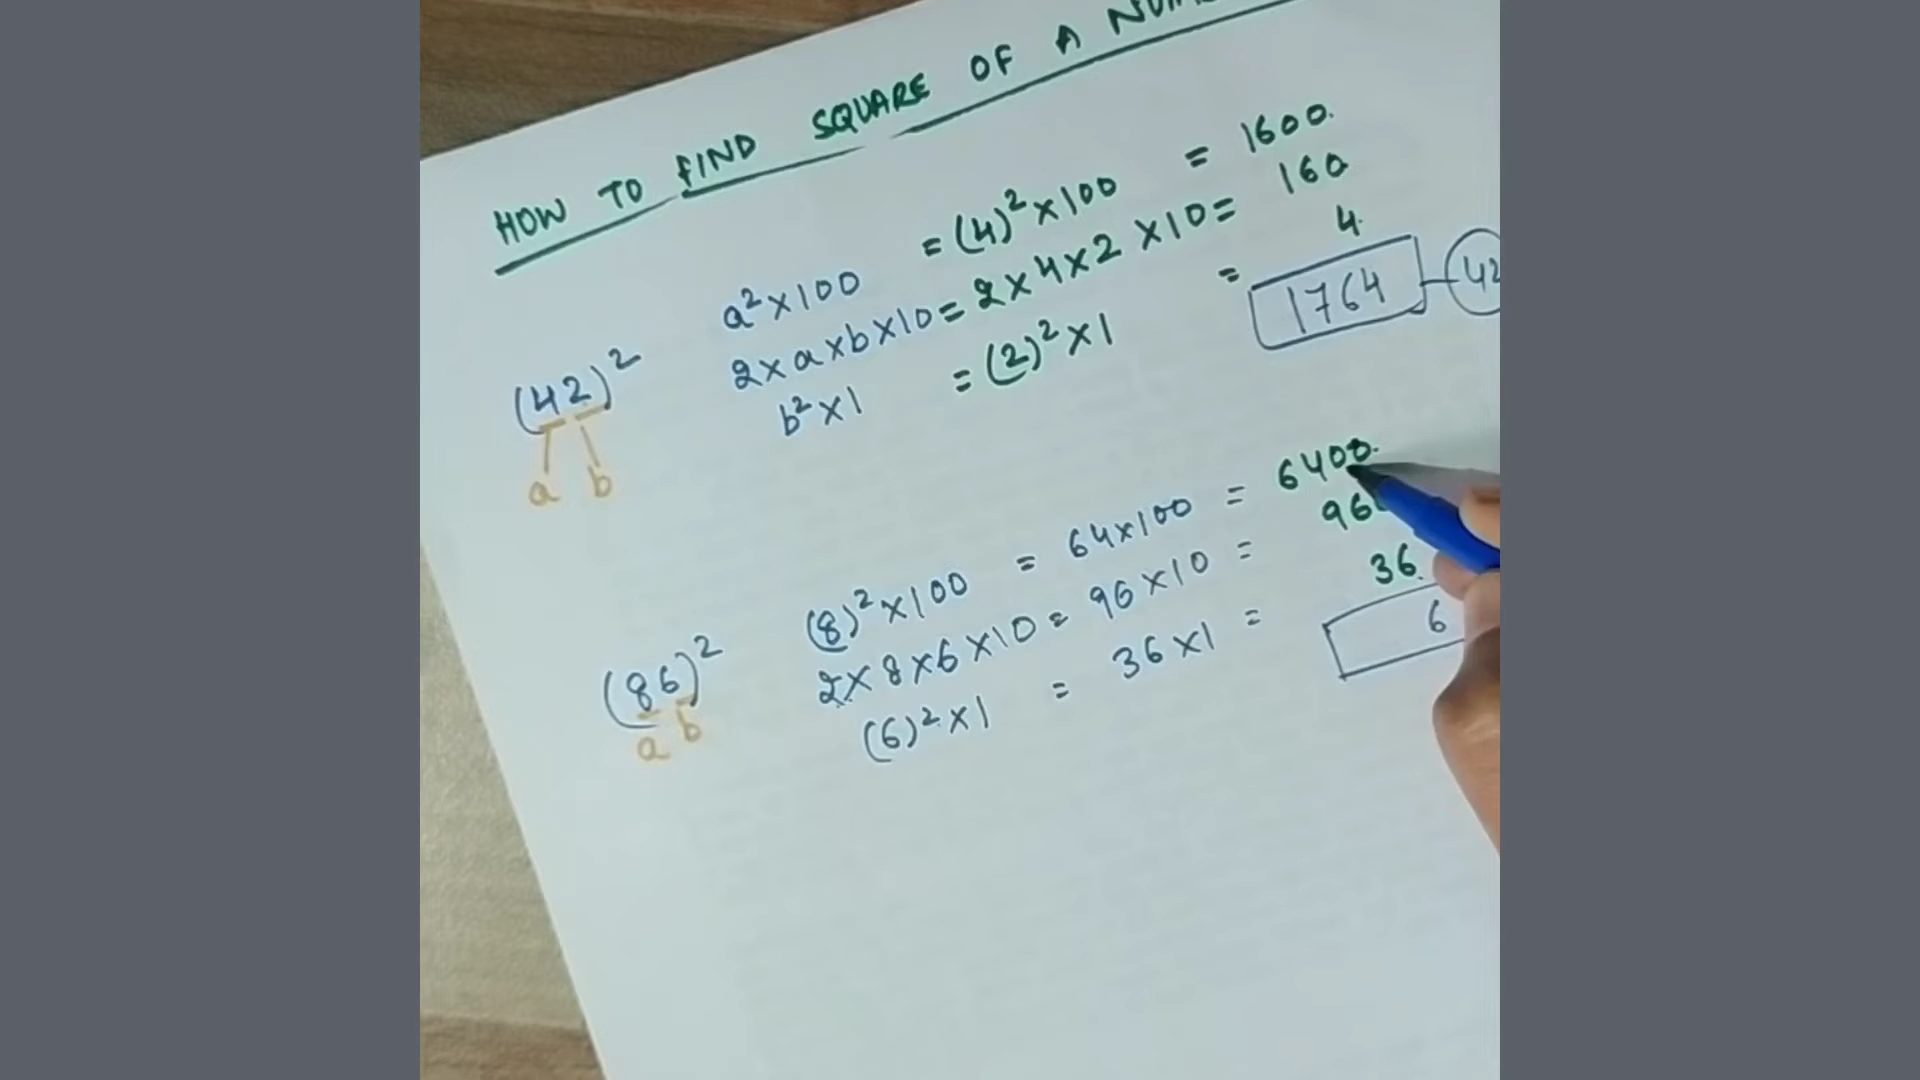 HOW TO FIND SQUARE OF A
(42)²
a b
a²×100 = (4)²×100 = 1600.
2×a×b×10 = 2×4×2×10 = 160
b²×1 = (2)²×1 = 4.
1764 42
(86)²
a b
(8)²×100 = 64×100 = 6400.
2×8×6×10 = 96×10 = 96
(6)²×1 = 36×1 = 36.
6